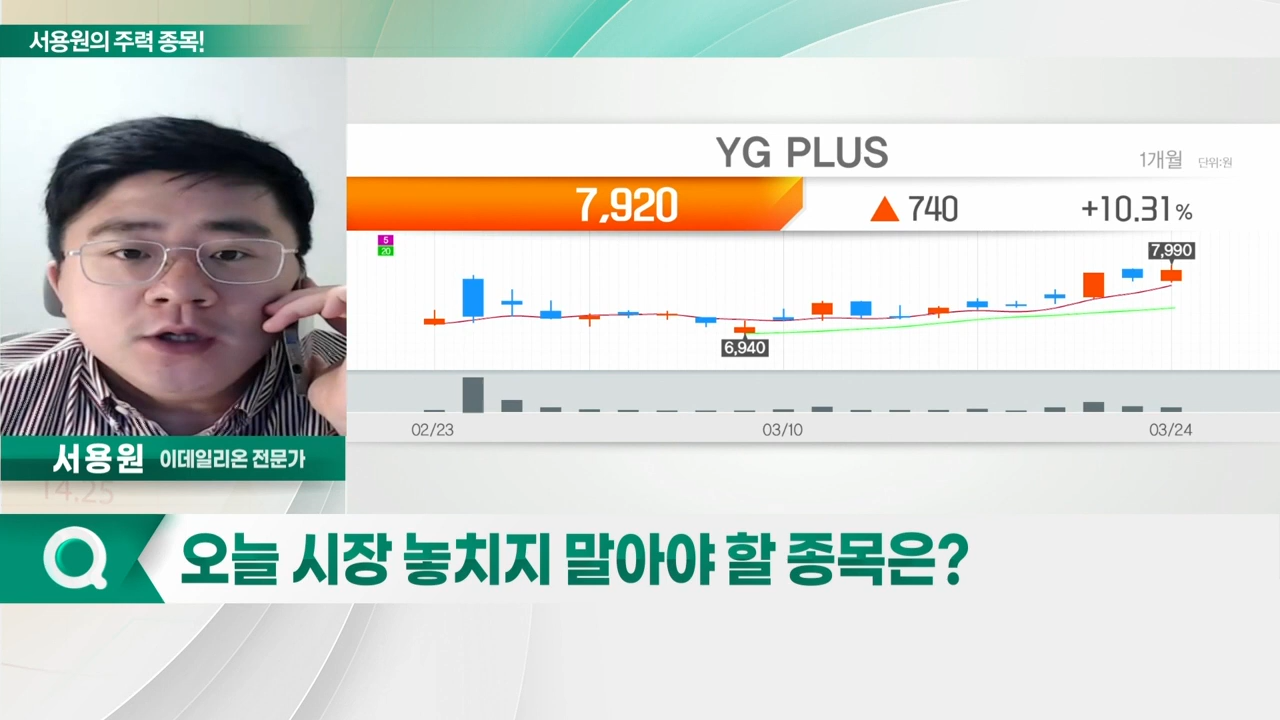 서용원의 주력 종목!
YG PLUS
1개월 단위:원
7,920 ▲ 740 +10.31%
5
20
7,990
6,940
02/23 03/10 03/24
서용원 이데일리온 전문가
14.25
Q 오늘 시장 놓치지 말아야 할 종목은?